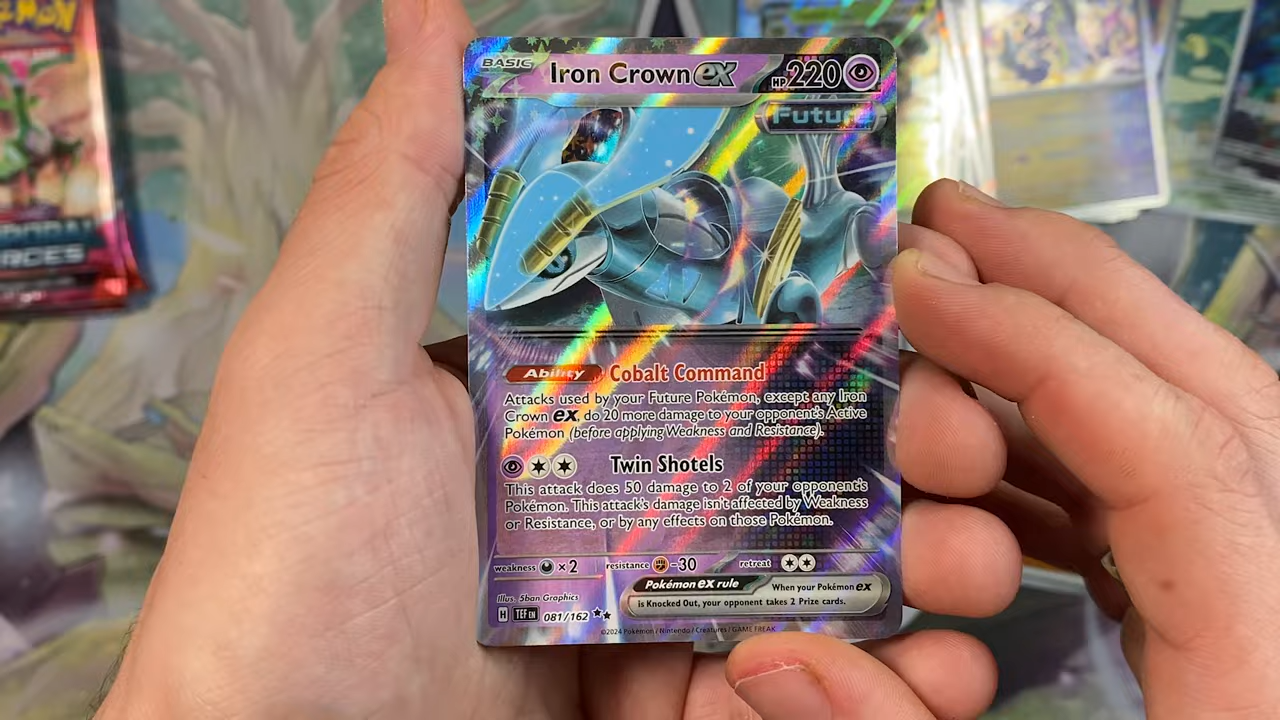 BASIC
Iron Crown ex
HP 220
Future
Ability Cobalt Command
Attacks used by your Future Pokémon, except any Iron
Crown ex, do 20 more damage to your opponent's Active
Pokémon (before applying Weakness and Resistance).
Twin Shotels
This attack does 50 damage to 2 of your opponent's
Pokémon. This attack's damage isn't affected by Weakness
or Resistance, or by any effects on those Pokémon.
weakness ×2 resistance -30 retreat
Pokémon ex rule When your Pokémon ex
is Knocked Out, your opponent takes 2 Prize cards.
Illus. 5ban Graphics
H TEF EN 081/162
©2024 Pokémon / Nintendo / Creatures / GAME FREAK